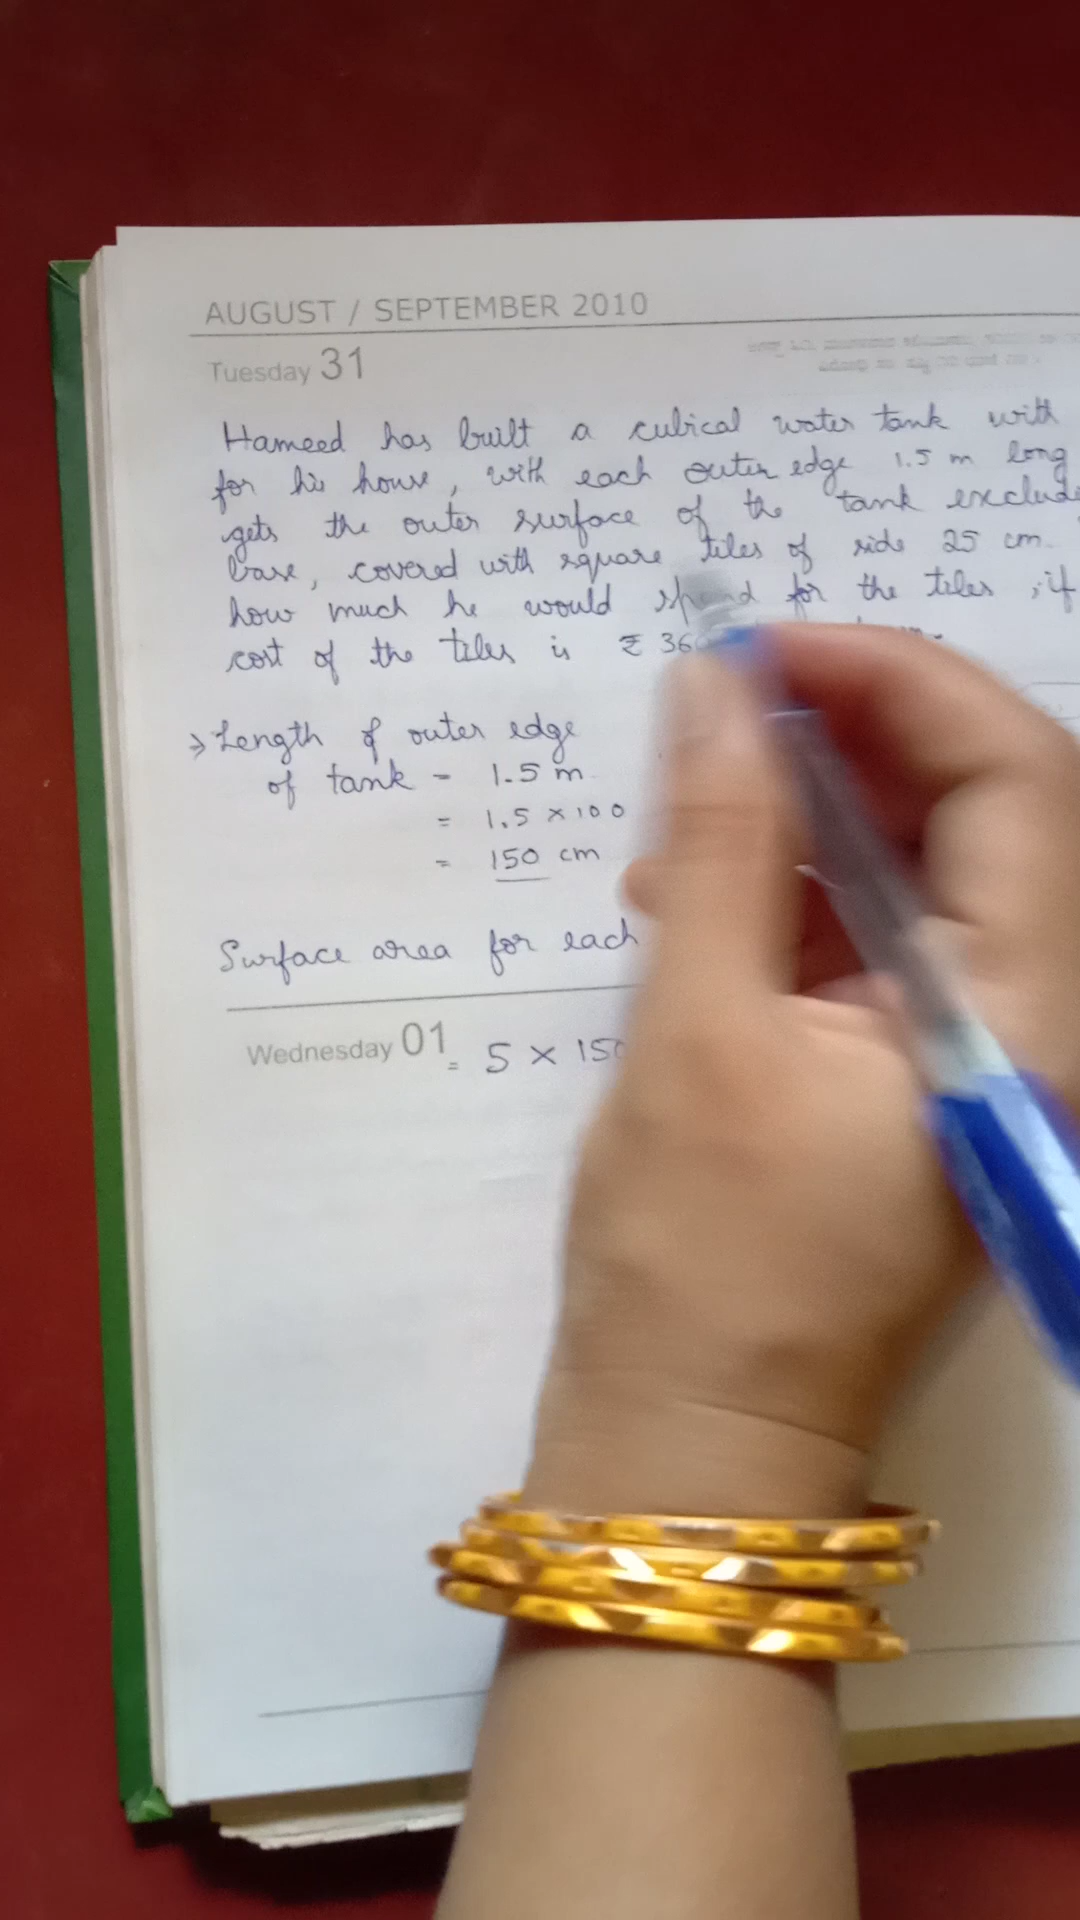 AUGUST / SEPTEMBER 2010
Tuesday 31
Hameed has built a cubical water tank with
for his house, with each outer edge 1.5 m long
gets the outer surface of the tank exclud
base, covered with square tiles of side 25 cm.
how much he would spend for the tiles, if
cost of the tiles is ₹ 36
→ Length of outer edge
of tank = 1.5 m
= 1.5 × 100
= 150 cm
Surface area for each
Wednesday 01
= 5 × 150